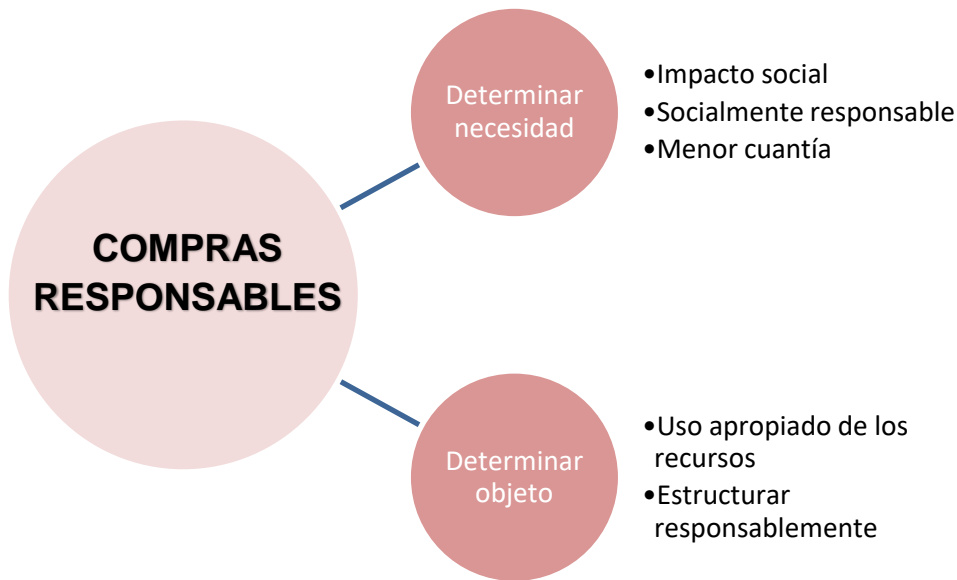 COMPRAS
RESPONSABLES
Determinar
necesidad
•Impacto social
•Socialmente responsable
•Menor cuantía
Determinar
objeto
•Uso apropiado de los
recursos
•Estructurar
responsablemente